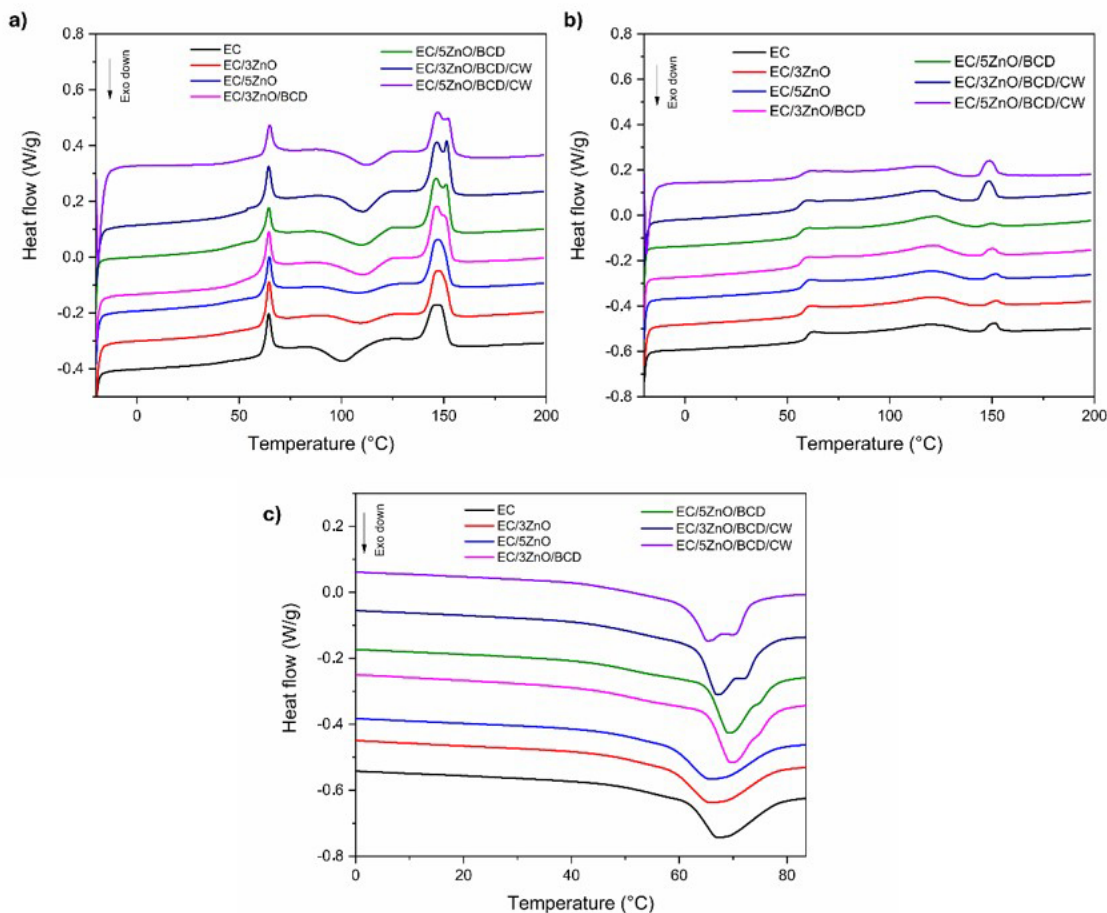 a)
0.8
0.6
0.4
0.2
0.0
-0.2
-0.4
Heat flow (W/g)
Exo down
EC
EC/3ZnO
EC/5ZnO
EC/3ZnO/BCD
EC/5ZnO/BCD
EC/3ZnO/BCD/CW
EC/5ZnO/BCD/CW
0 50 100 150 200
Temperature (°C)
b)
0.8
0.6
0.4
0.2
0.0
-0.2
-0.4
-0.6
-0.8
Heat flow (W/g)
Exo down
EC
EC/3ZnO
EC/5ZnO
EC/3ZnO/BCD
EC/5ZnO/BCD
EC/3ZnO/BCD/CW
EC/5ZnO/BCD/CW
0 50 100 150 200
Temperature (°C)
c)
0.2
0.0
-0.2
-0.4
-0.6
-0.8
Heat flow (W/g)
Exo down
EC
EC/3ZnO
EC/5ZnO
EC/3ZnO/BCD
EC/5ZnO/BCD
EC/3ZnO/BCD/CW
EC/5ZnO/BCD/CW
0 20 40 60 80
Temperature (°C)